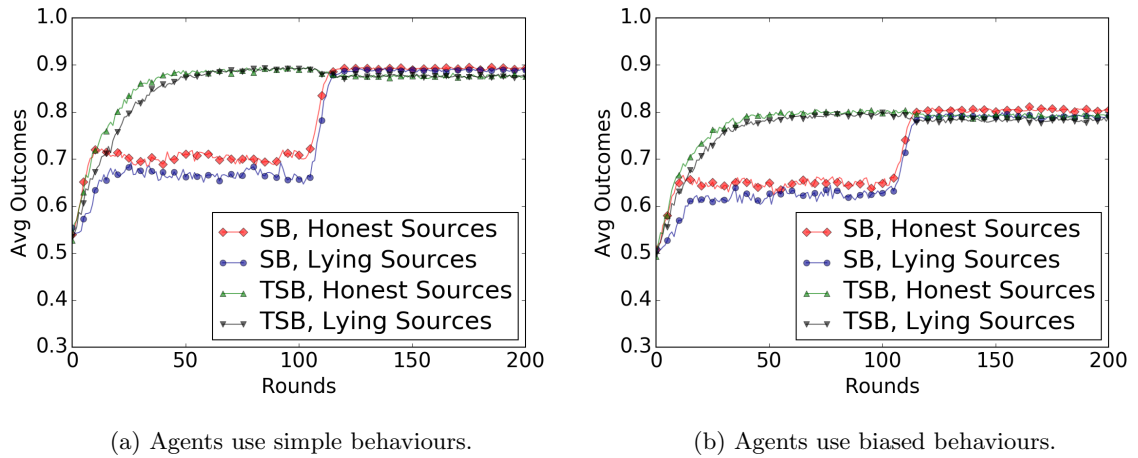 1.0
0.9
0.8
0.7
0.6
0.5
0.4
0.3
Avg Outcomes
SB, Honest Sources
SB, Lying Sources
TSB, Honest Sources
TSB, Lying Sources
0 50 100 150 200
Rounds
(a) Agents use simple behaviours.
1.0
0.9
0.8
0.7
0.6
0.5
0.4
0.3
Avg Outcomes
SB, Honest Sources
SB, Lying Sources
TSB, Honest Sources
TSB, Lying Sources
0 50 100 150 200
Rounds
(b) Agents use biased behaviours.